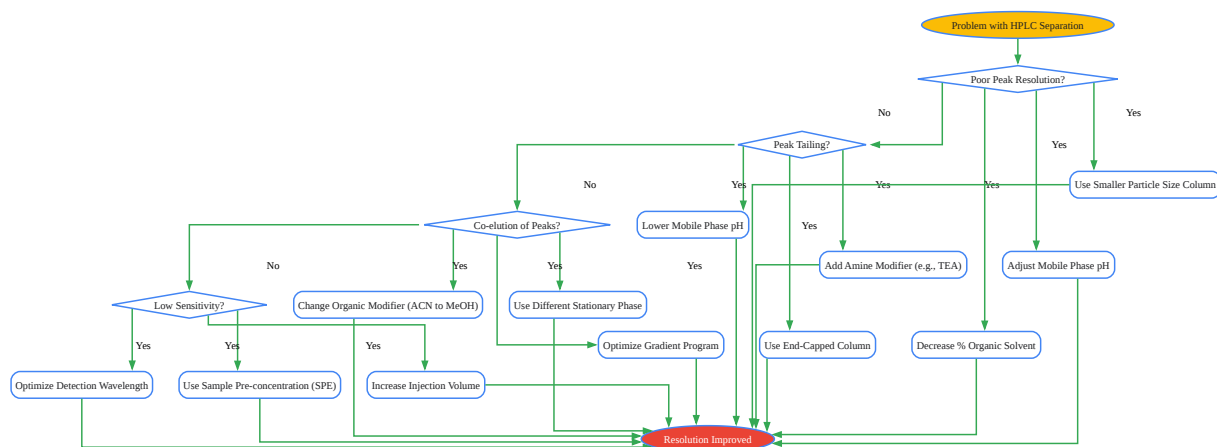 Problem with HPLC Separation
Poor Peak Resolution?
No
Yes
Peak Tailing?
Yes
No
Yes
Yes
Yes
Use Smaller Particle Size Column
Co-elution of Peaks?
Lower Mobile Phase pH
Yes
No
Yes
Yes
Yes
Add Amine Modifier (e.g., TEA)
Adjust Mobile Phase pH
Low Sensitivity?
Change Organic Modifier (ACN to MeOH)
Use Different Stationary Phase
Yes
Yes
Yes
Optimize Gradient Program
Use End-Capped Column
Decrease % Organic Solvent
Optimize Detection Wavelength
Use Sample Pre-concentration (SPE)
Increase Injection Volume
Resolution Improved